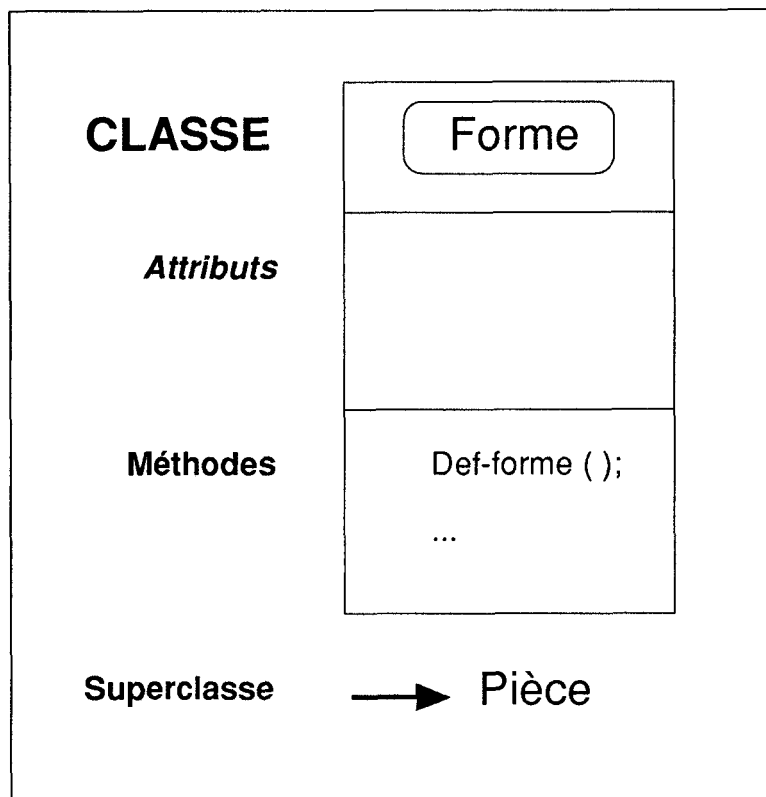 CLASSE Forme
Attributs
Méthodes Def-forme ( );
...
Superclasse Pièce